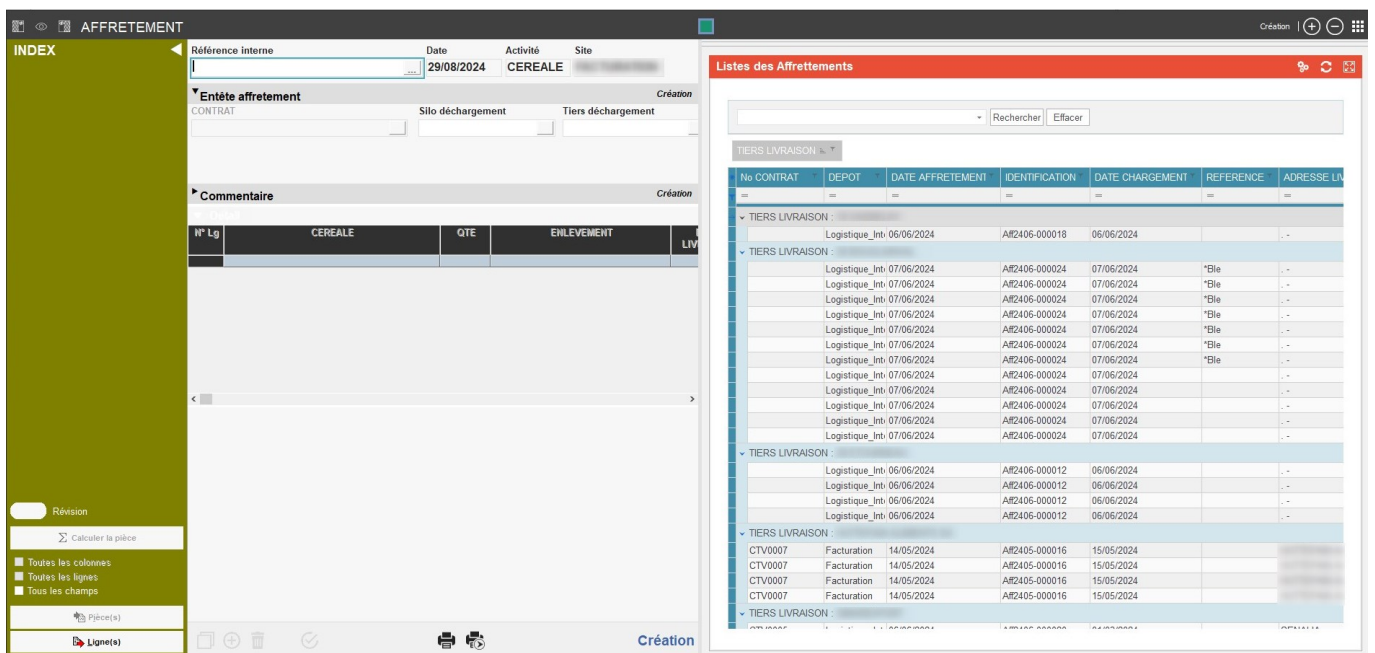 AFFRETEMENT
Création
INDEX
Référence interne Date Activité Site
... 29/08/2024 CEREALE
Entête affretement Création
CONTRAT Silo déchargement Tiers déchargement
Commentaire Création
N° Lg CEREALE QTE ENLEVEMENT
LIV
Révision
Σ Calculer la pièce
Toutes les colonnes
Toutes les lignes
Tous les champs
Pièce(s)
Ligne(s)
Création
Listes des Affrettements
Rechercher Effacer
TIERS LIVRAISON
No CONTRAT DEPOT DATE AFFRETEMENT IDENTIFICATION DATE CHARGEMENT REFERENCE ADRESSE LIV
= = = = = = =
TIERS LIVRAISON :
Logistique_Int 06/06/2024 Aff2406-000018 06/06/2024 . -
TIERS LIVRAISON :
Logistique_Int 07/06/2024 Aff2406-000024 07/06/2024 *Ble . -
Logistique_Int 07/06/2024 Aff2406-000024 07/06/2024 *Ble . -
Logistique_Int 07/06/2024 Aff2406-000024 07/06/2024 *Ble . -
Logistique_Int 07/06/2024 Aff2406-000024 07/06/2024 *Ble . -
Logistique_Int 07/06/2024 Aff2406-000024 07/06/2024 *Ble . -
Logistique_Int 07/06/2024 Aff2406-000024 07/06/2024 *Ble . -
Logistique_Int 07/06/2024 Aff2406-000024 07/06/2024 *Ble . -
Logistique_Int 07/06/2024 Aff2406-000024 07/06/2024 . -
Logistique_Int 07/06/2024 Aff2406-000024 07/06/2024 . -
Logistique_Int 07/06/2024 Aff2406-000024 07/06/2024 . -
Logistique_Int 07/06/2024 Aff2406-000024 07/06/2024 . -
Logistique_Int 07/06/2024 Aff2406-000024 07/06/2024 . -
TIERS LIVRAISON :
Logistique_Int 06/06/2024 Aff2406-000012 06/06/2024 . -
Logistique_Int 06/06/2024 Aff2406-000012 06/06/2024 . -
Logistique_Int 06/06/2024 Aff2406-000012 06/06/2024 . -
Logistique_Int 06/06/2024 Aff2406-000012 06/06/2024 . -
TIERS LIVRAISON :
CTV0007 Facturation 14/05/2024 Aff2405-000016 15/05/2024
CTV0007 Facturation 14/05/2024 Aff2405-000016 15/05/2024
CTV0007 Facturation 14/05/2024 Aff2405-000016 15/05/2024
CTV0007 Facturation 14/05/2024 Aff2405-000016 15/05/2024
TIERS LIVRAISON :